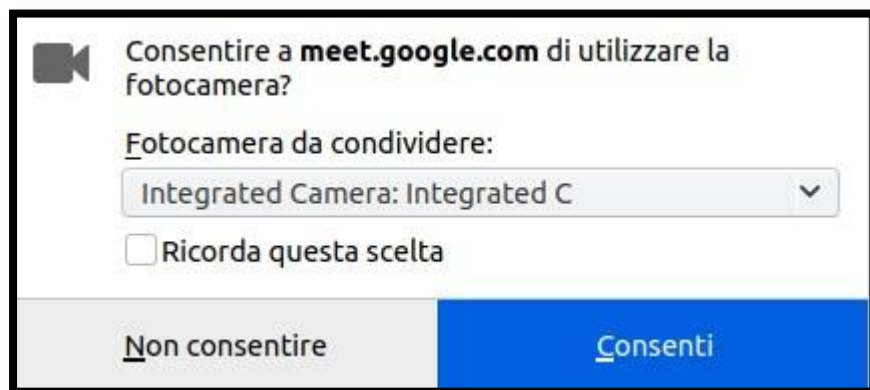 Consentire a meet.google.com di utilizzare la
fotocamera?
Fotocamera da condividere:
Integrated Camera: Integrated C
Ricorda questa scelta
Non consentire
Consenti